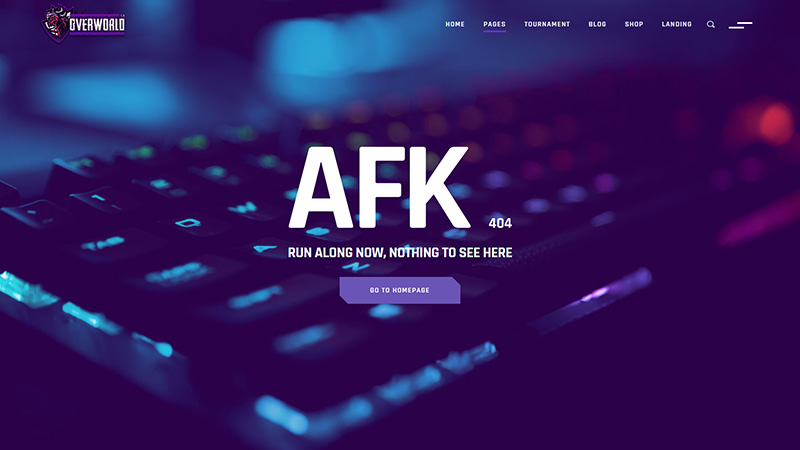 OVERWORLD
HOME PAGES TOURNAMENT BLOG SHOP LANDING
AFK 404
RUN ALONG NOW, NOTHING TO SEE HERE
GO TO HOMEPAGE